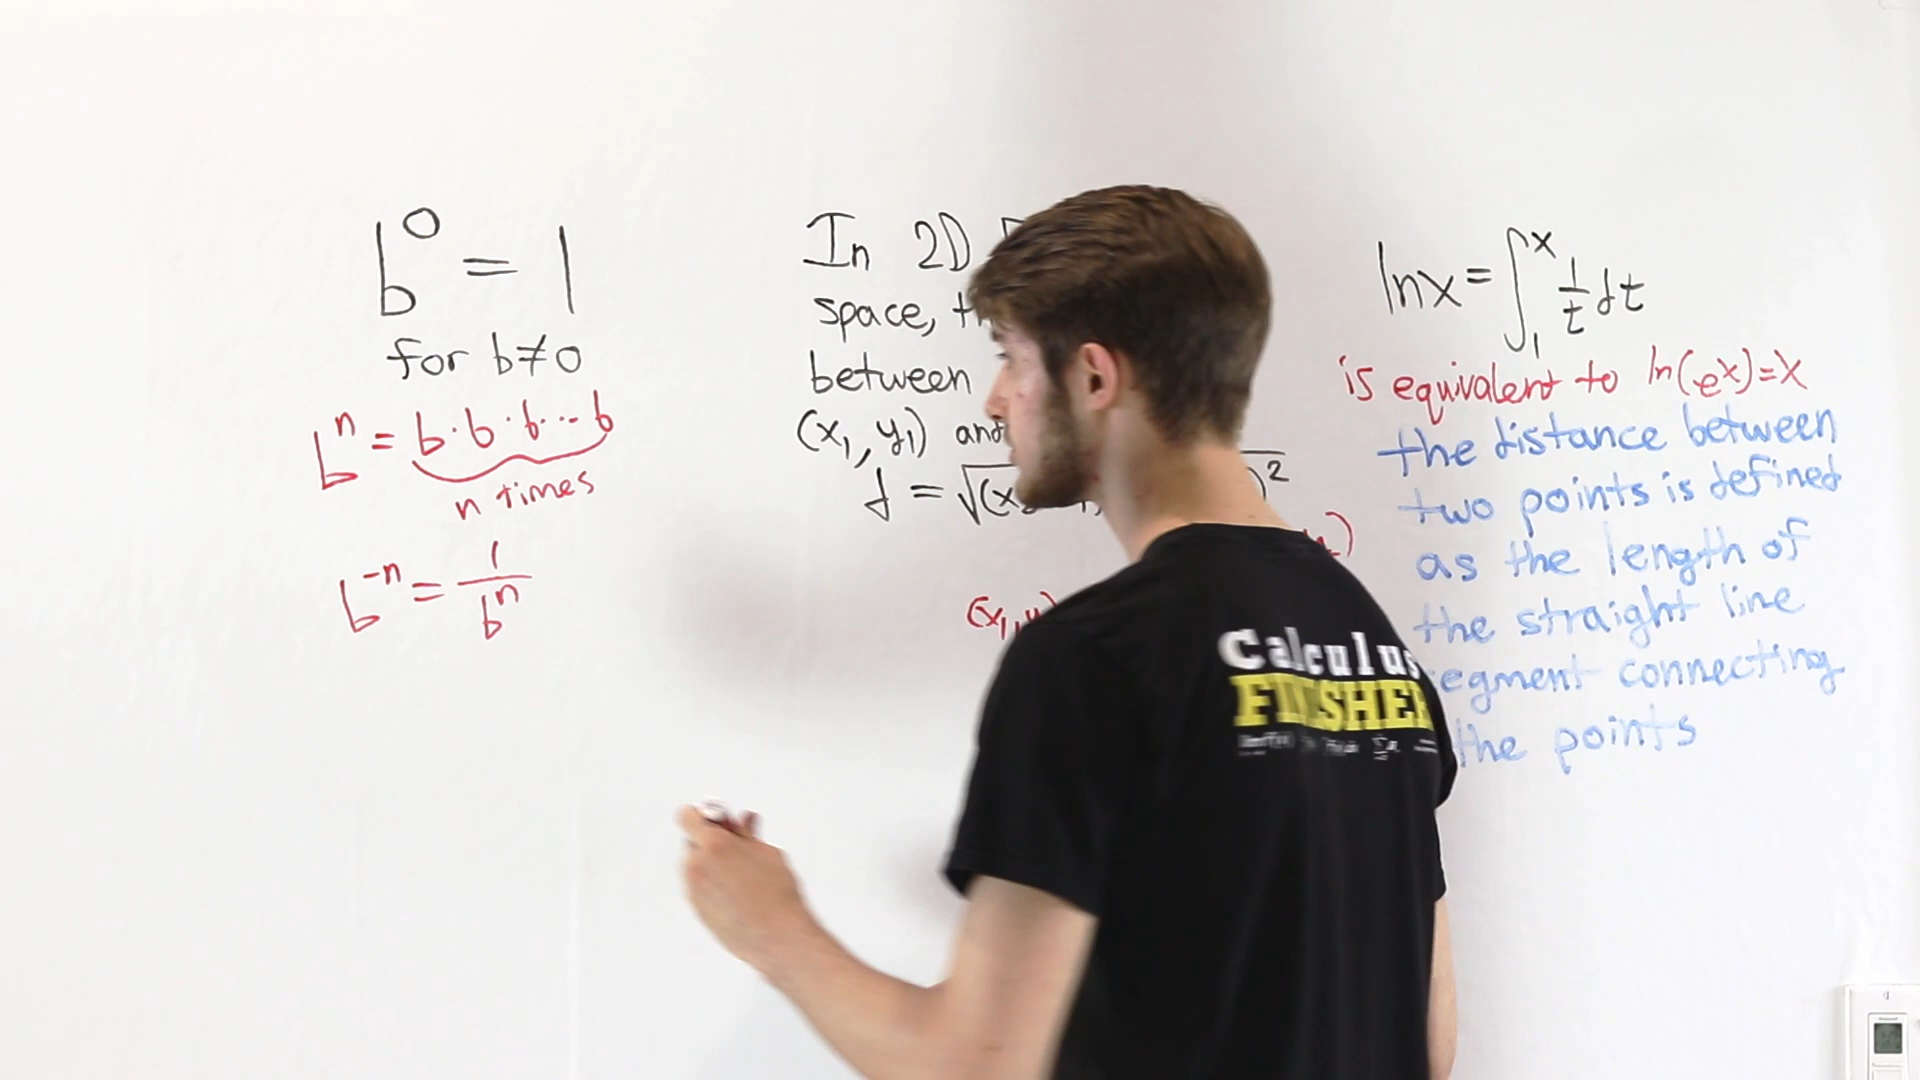 b⁰ = 1
for b≠0
bⁿ = b·b·b···b
n times
b⁻ⁿ = 1/bⁿ
In 2D
space,
between
(x₁, y₁) and
d = √(x
)²
(x₁, y₁)
ln x = ∫₁ˣ 1/t dt
is equivalent to ln(eˣ)=x
the distance between
two points is defined
as the length of
the straight line
segment connecting
the points
Calculus
FINISHER